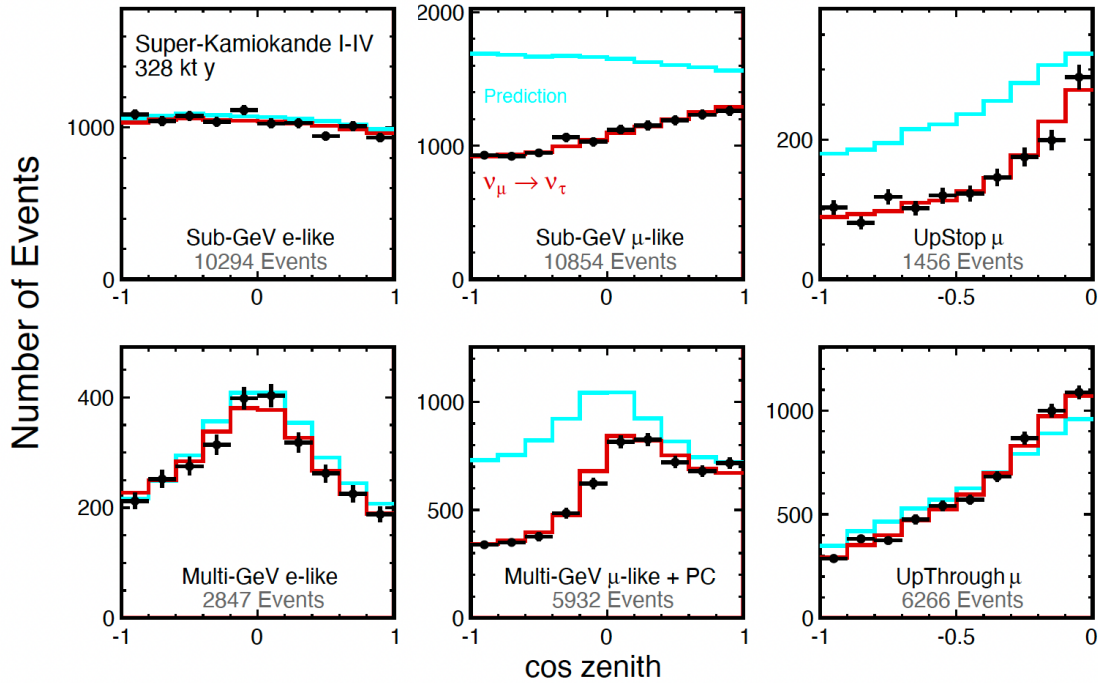 Number of Events
Super-Kamiokande I-IV
328 kt y
1000
0
Sub-GeV e-like
10294 Events
-1 0 1
2000
1000
0
Prediction
νμ → ντ
Sub-GeV μ-like
10854 Events
-1 0 1
200
0
UpStop μ
1456 Events
-1 -0.5 0
400
200
0
Multi-GeV e-like
2847 Events
-1 0 1
1000
500
0
Multi-GeV μ-like + PC
5932 Events
-1 0 1
1000
500
0
UpThrough μ
6266 Events
-1 -0.5 0
cos zenith